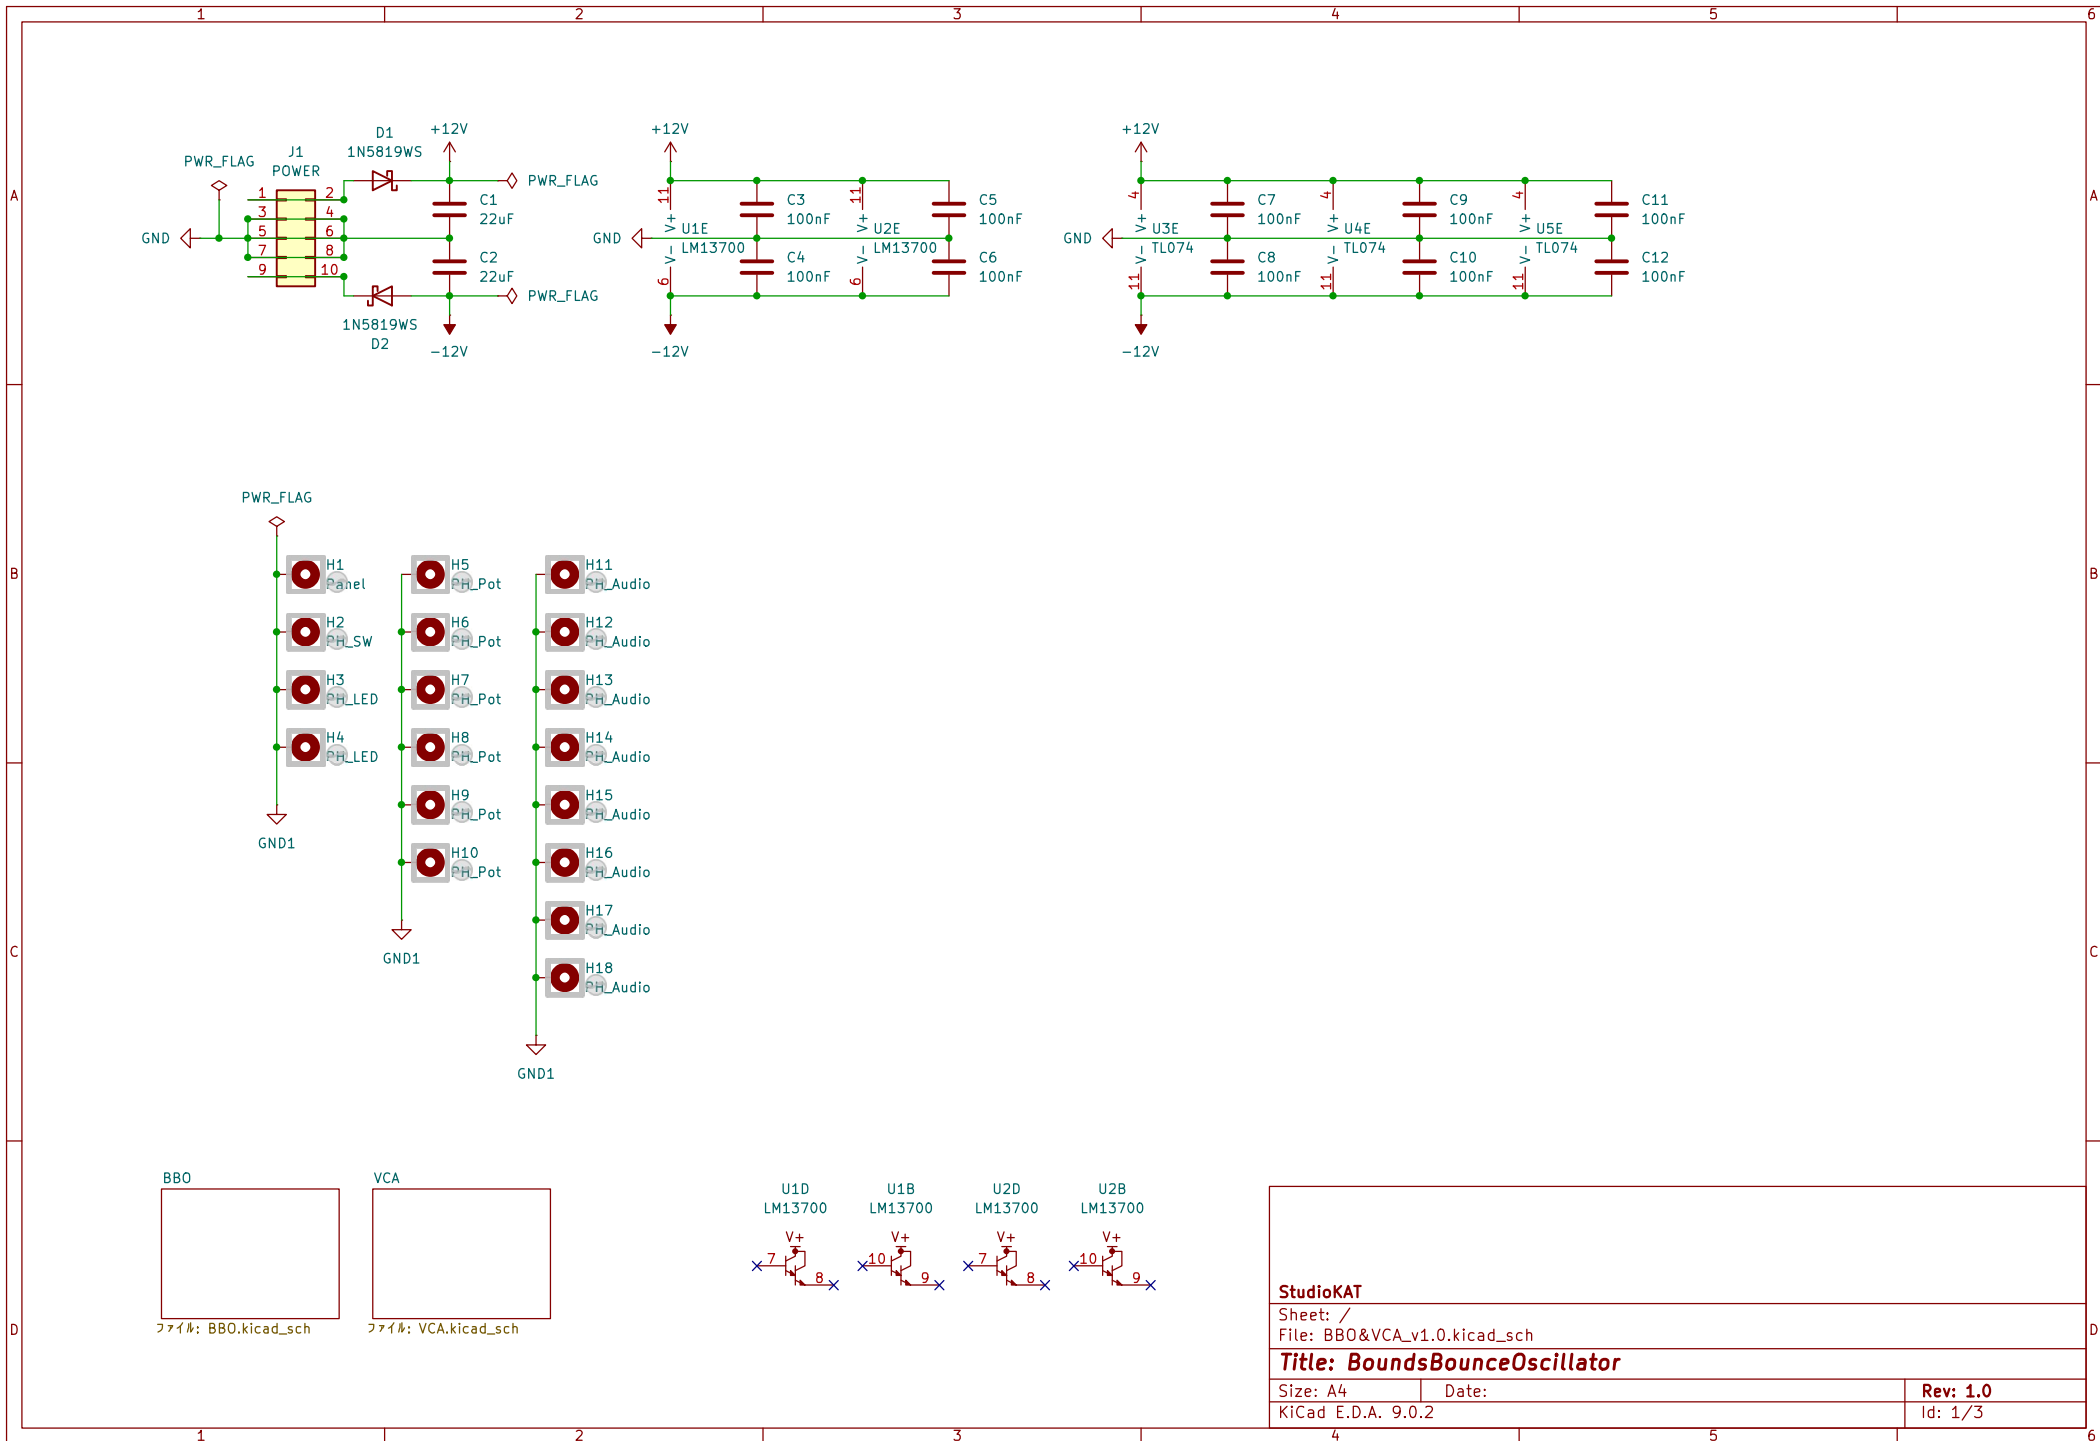 1 2 3 4 5 6
A A
B B
C C
D D
PWR_FLAG
J1
POWER
1 2
3 4
5 6
7 8
9 10
GND
D1
1N5819WS
+12V
PWR_FLAG
C1
22uF
C2
22uF
PWR_FLAG
1N5819WS
D2
-12V
+12V
GND
11
V+
U1E
LM13700
V-
6
C3
100nF
C4
100nF
11
V+
U2E
LM13700
V-
6
C5
100nF
C6
100nF
-12V
+12V
GND
4
V+
U3E
TL074
V-
11
C7
100nF
C8
100nF
4
V+
U4E
TL074
V-
11
C9
100nF
C10
100nF
4
V+
U5E
TL074
V-
11
C11
100nF
C12
100nF
-12V
PWR_FLAG
H1
Panel
H2
PH_SW
H3
PH_LED
H4
PH_LED
GND1
H5
PH_Pot
H6
PH_Pot
H7
PH_Pot
H8
PH_Pot
H9
PH_Pot
H10
PH_Pot
GND1
H11
PH_Audio
H12
PH_Audio
H13
PH_Audio
H14
PH_Audio
H15
PH_Audio
H16
PH_Audio
H17
PH_Audio
H18
PH_Audio
GND1
BBO
ファイル: BBO.kicad_sch
VCA
ファイル: VCA.kicad_sch
U1D
LM13700
V+
7
8
U1B
LM13700
V+
10
9
U2D
LM13700
V+
7
8
U2B
LM13700
V+
10
9
StudioKAT
Sheet: /
File: BBO&VCA_v1.0.kicad_sch
Title: BoundsBounceOscillator
Size: A4 Date: Rev: 1.0
KiCad E.D.A. 9.0.2 Id: 1/3
1 2 3 4 5 6